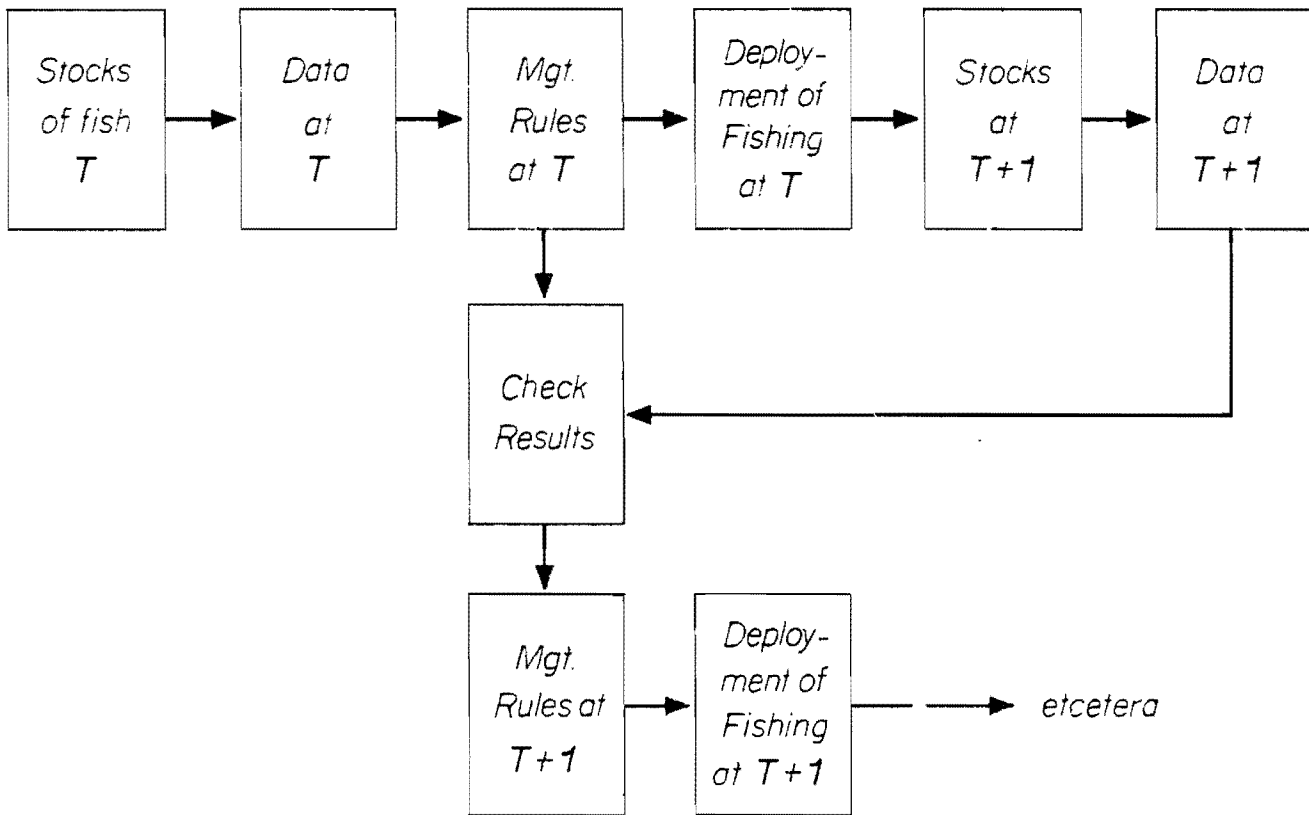 Stocks
of fish
T
Data
at
T
Mgt.
Rules
at T
Deploy-
ment of
Fishing
at T
Stocks
at
T+1
Data
at
T+1
Check
Results
Mgt.
Rules at
T+1
Deploy-
ment of
Fishing
at T+1
etcetera